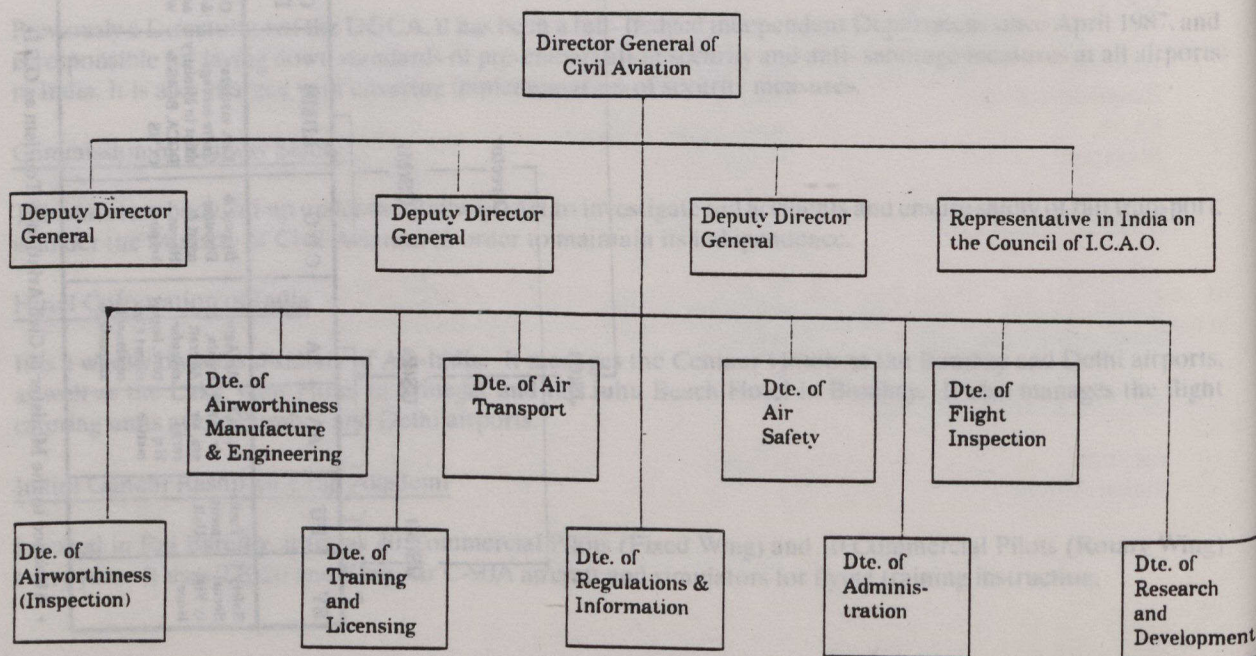 Director General of
Civil Aviation
Deputy Director
General
Deputy Director
General
Deputy Director
General
Representative in India on
the Council of I.C.A.O.
Dte. of
Airworthiness
Manufacture
& Engineering
Dte. of Air
Transport
Dte. of
Air
Safety
Dte. of
Flight
Inspection
Dte. of
Airworthiness
(Inspection)
Dte. of
Training
and
Licensing
Dte. of
Regulations &
Information
Dte. of
Adminis-
tration
Dte. of
Research
and
Development